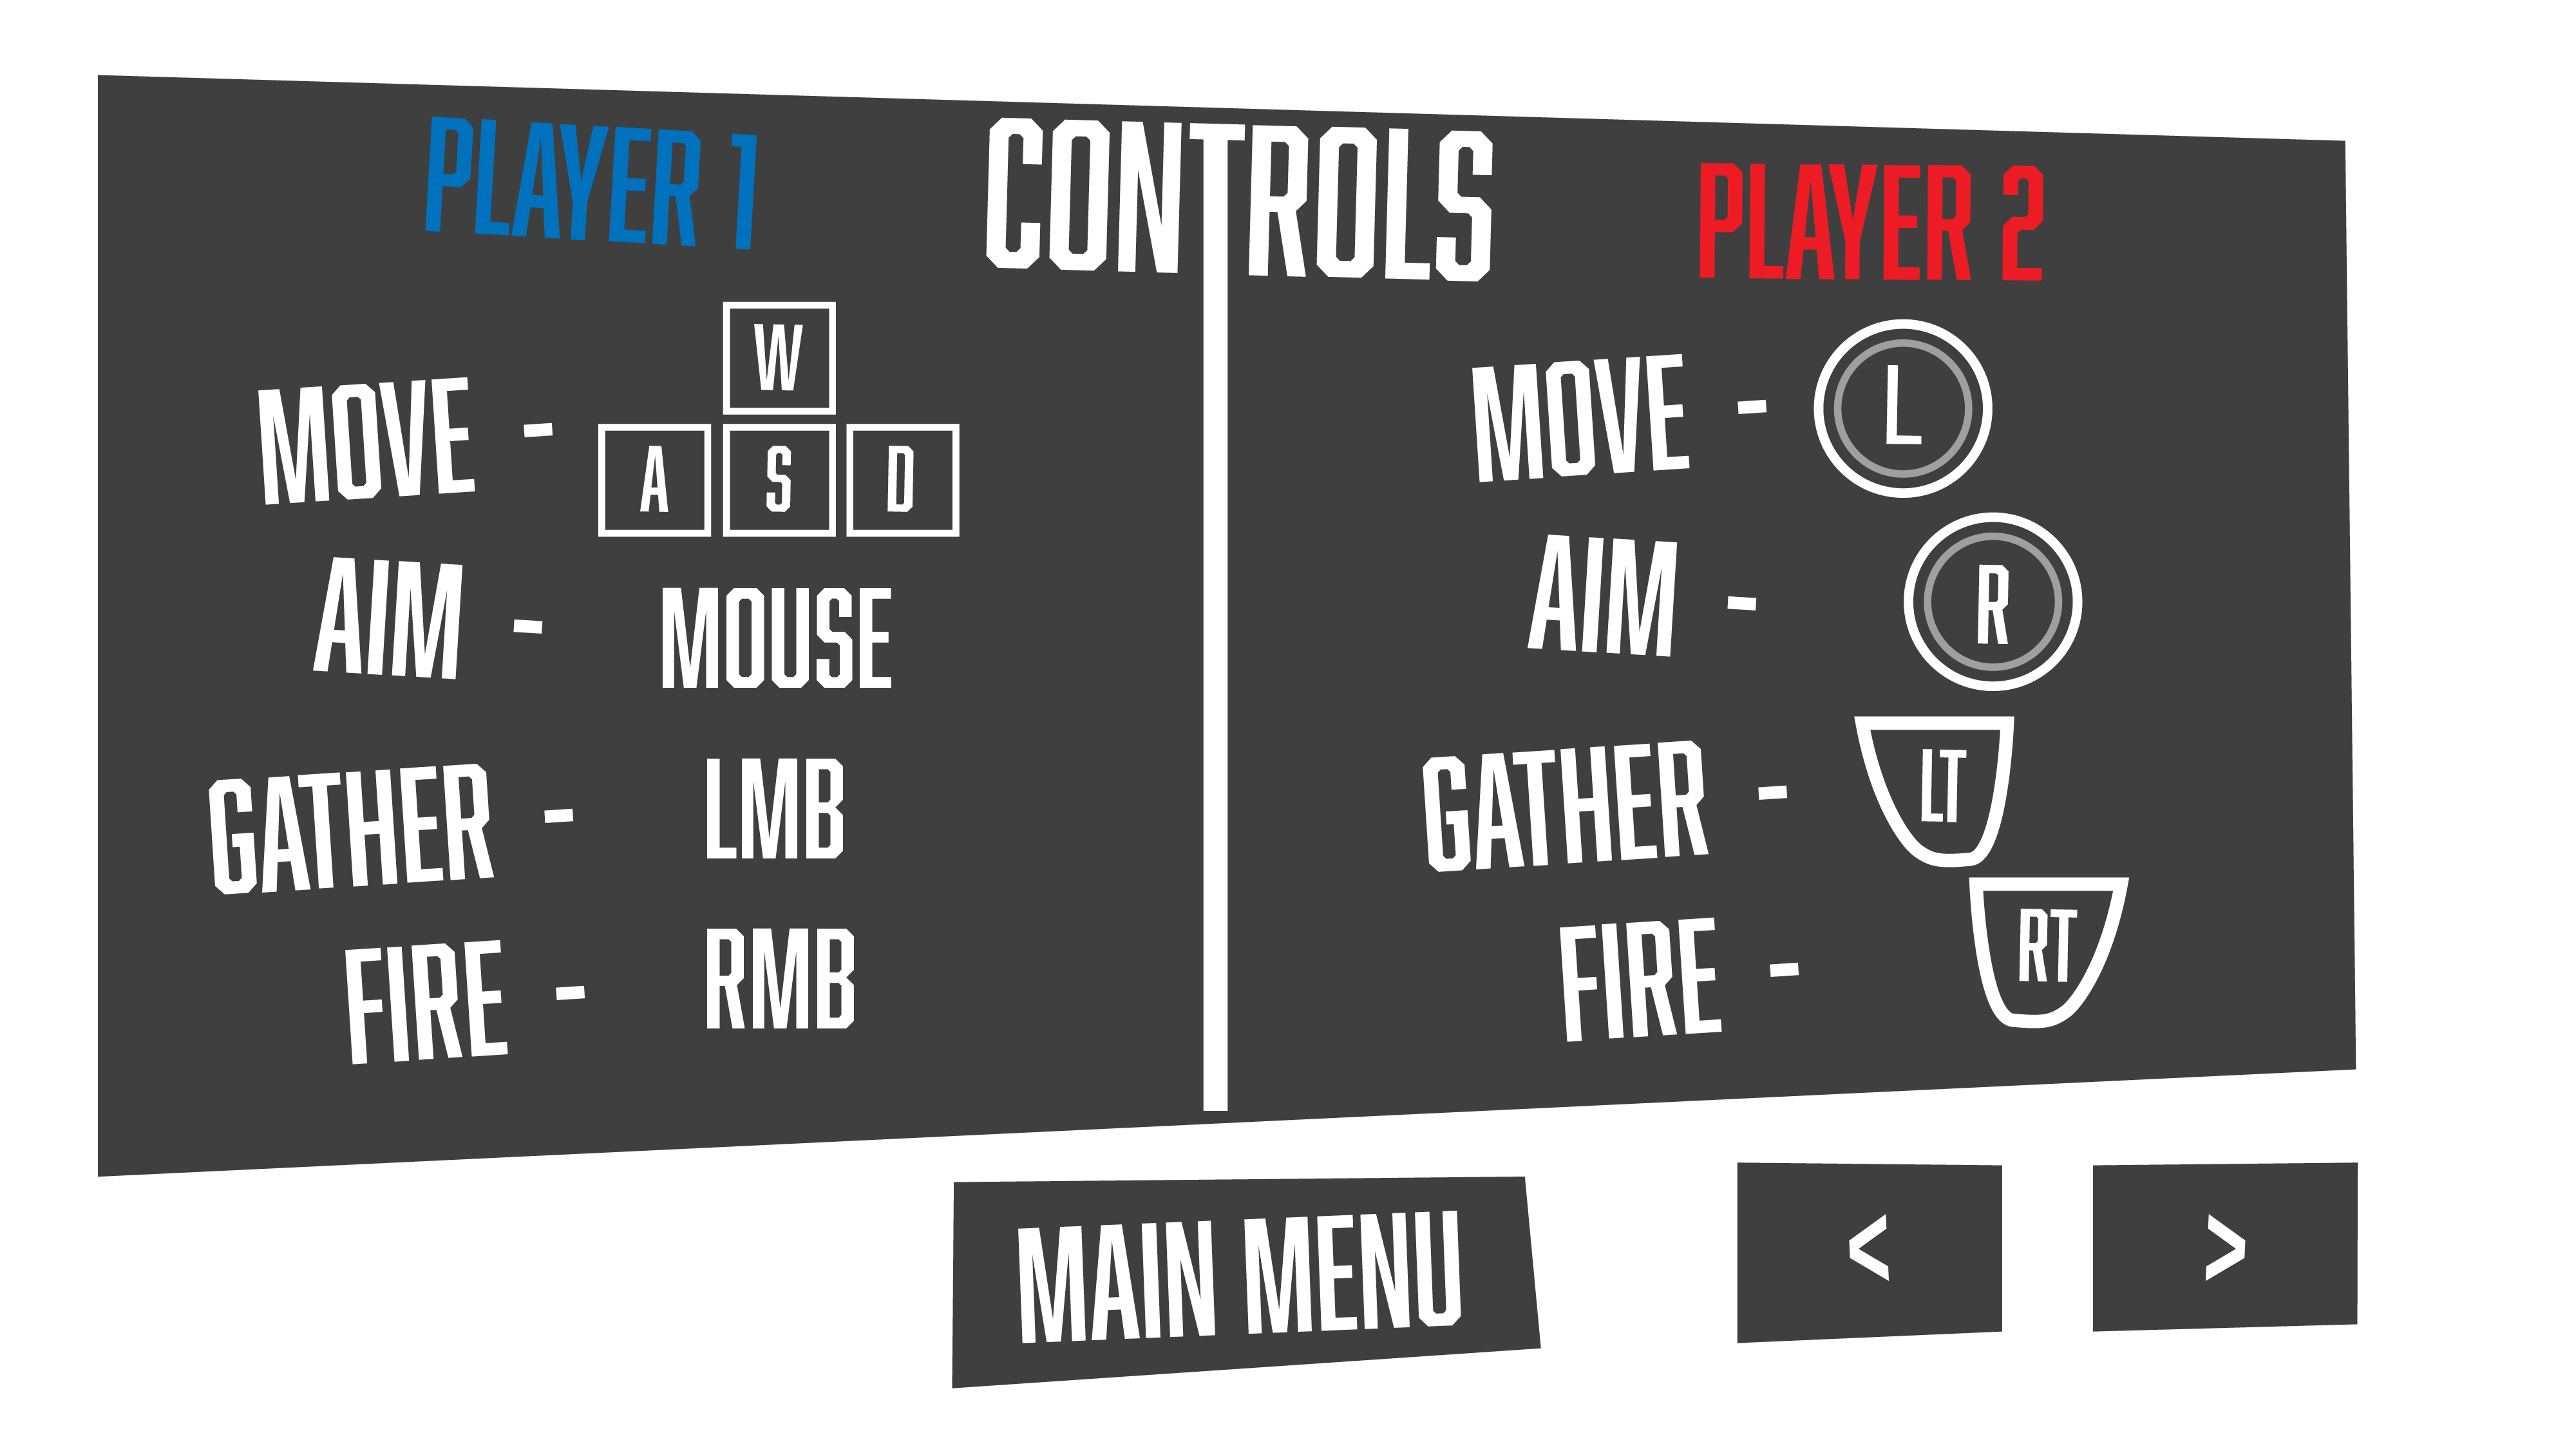 CONTROLS
PLAYER 1
MOVE - W
A S D
AIM - MOUSE
GATHER - LMB
FIRE - RMB
PLAYER 2
MOVE - L
AIM - R
GATHER - LT
FIRE - RT
MAIN MENU
<
>